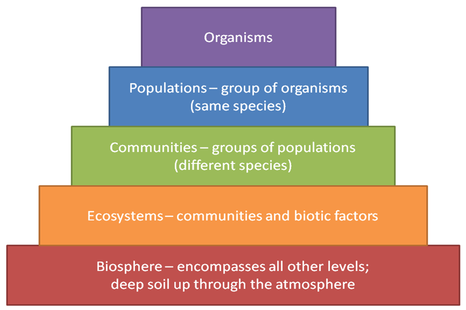 Organisms
Populations – group of organisms
(same species)
Communities – groups of populations
(different species)
Ecosystems – communities and biotic factors
Biosphere – encompasses all other levels;
deep soil up through the atmosphere